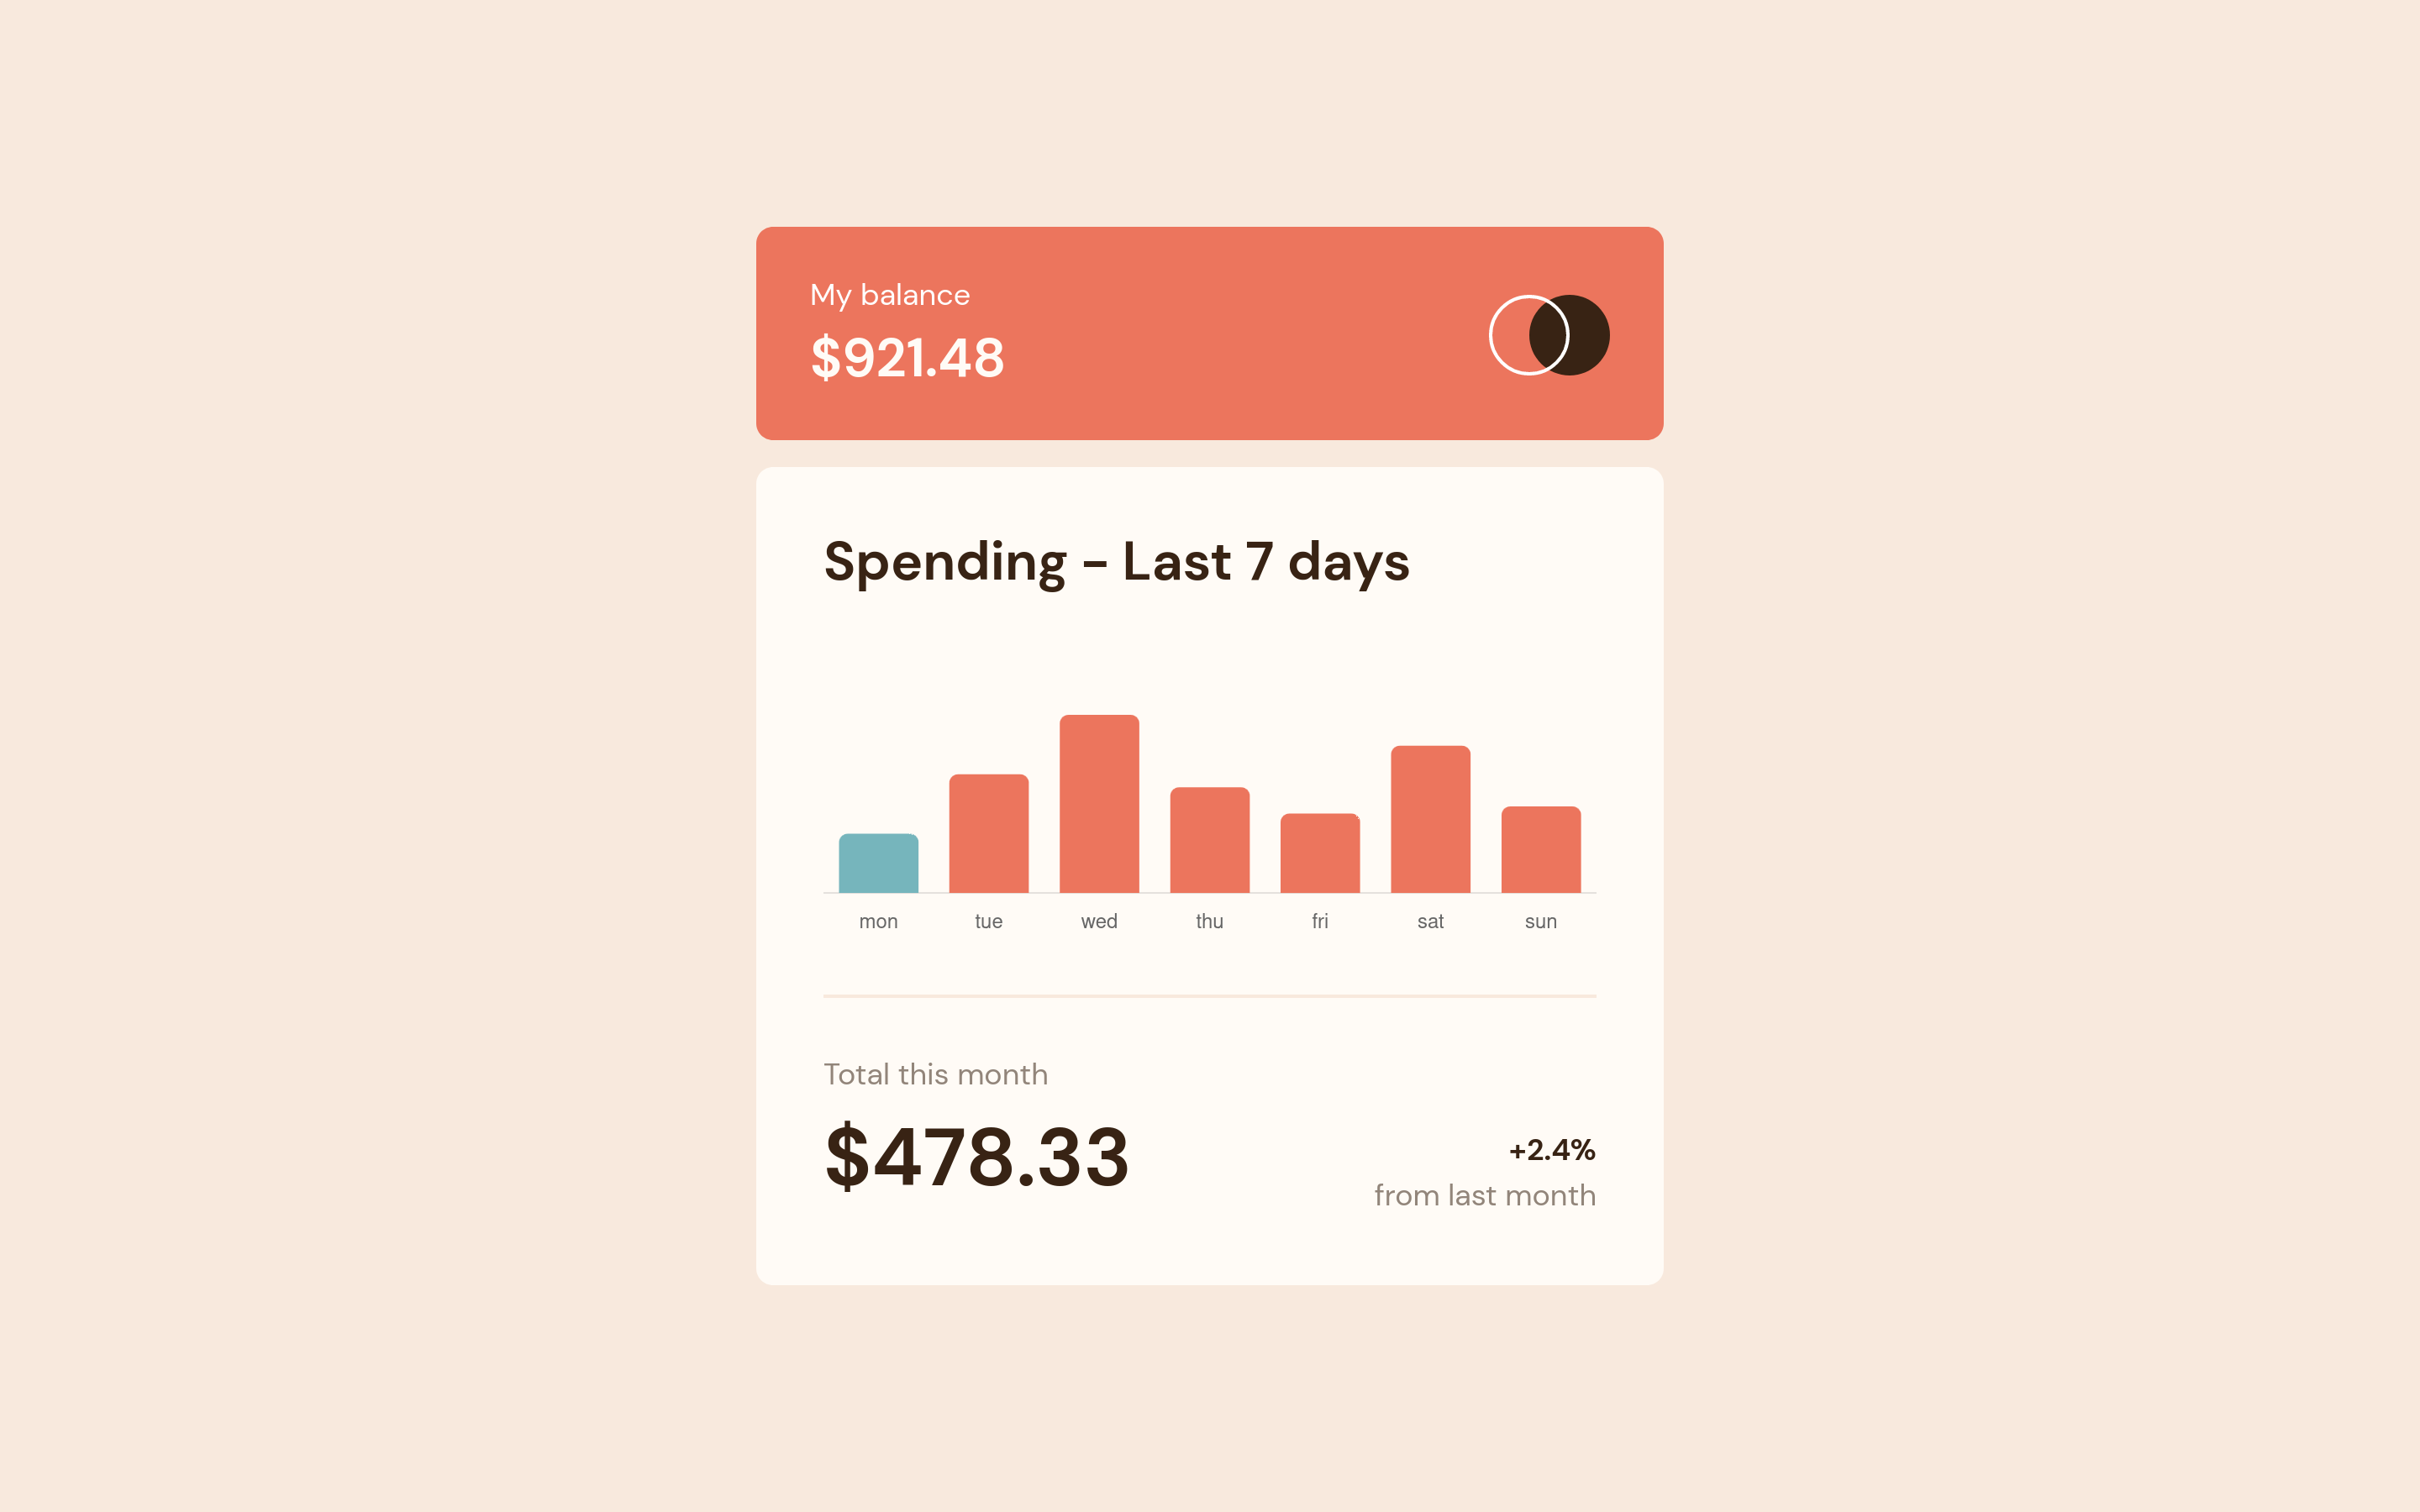 My balance
$921.48
Spending - Last 7 days
mon tue wed thu fri sat sun
Total this month
$478.33
+2.4%
from last month